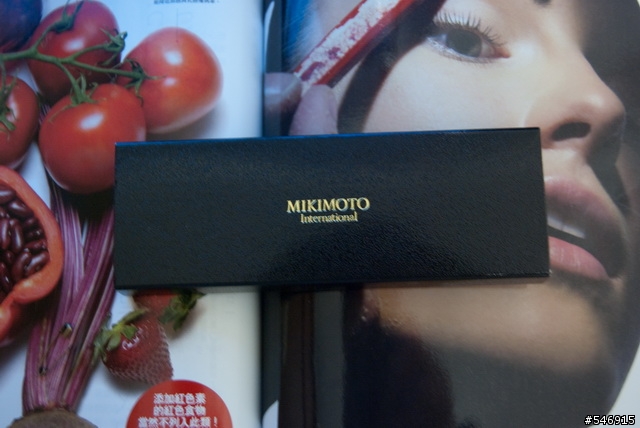 MIKIMOTO
International
添加紅色素
的紅色食物
當然不列入此類！
#546915